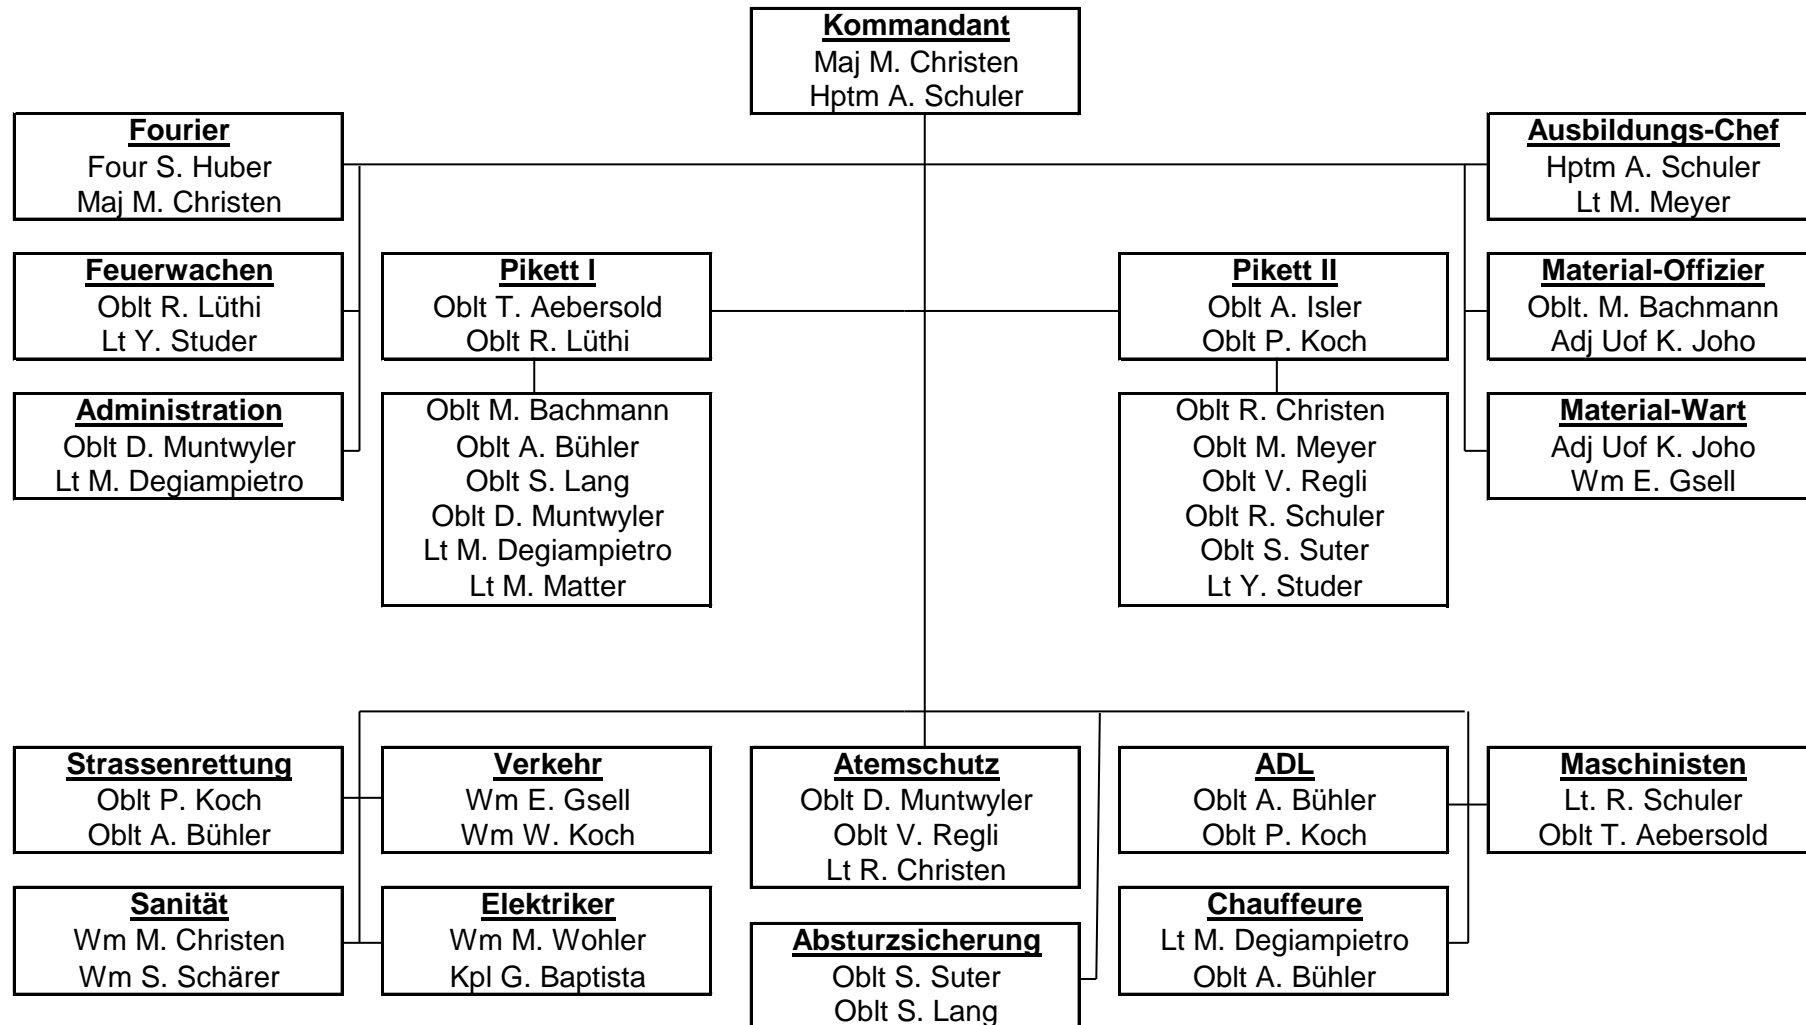 Kommandant
Maj M. Christen
Hptm A. Schuler
Fourier
Four S. Huber
Maj M. Christen
Ausbildungs-Chef
Hptm A. Schuler
Lt M. Meyer
Feuerwachen
Oblt R. Lüthi
Lt Y. Studer
Pikett I
Oblt T. Aebersold
Oblt R. Lüthi
Pikett II
Oblt A. Isler
Oblt P. Koch
Material-Offizier
Oblt. M. Bachmann
Adj Uof K. Joho
Administration
Oblt D. Muntwyler
Lt M. Degiampietro
Oblt M. Bachmann
Oblt A. Bühler
Oblt S. Lang
Oblt D. Muntwyler
Lt M. Degiampietro
Lt M. Matter
Oblt R. Christen
Oblt M. Meyer
Oblt V. Regli
Oblt R. Schuler
Oblt S. Suter
Lt Y. Studer
Material-Wart
Adj Uof K. Joho
Wm E. Gsell
Strassenrettung
Oblt P. Koch
Oblt A. Bühler
Verkehr
Wm E. Gsell
Wm W. Koch
Atemschutz
Oblt D. Muntwyler
Oblt V. Regli
Lt R. Christen
ADL
Oblt A. Bühler
Oblt P. Koch
Maschinisten
Lt. R. Schuler
Oblt T. Aebersold
Sanität
Wm M. Christen
Wm S. Schärer
Elektriker
Wm M. Wohler
Kpl G. Baptista
Absturzsicherung
Oblt S. Suter
Oblt S. Lang
Chauffeure
Lt M. Degiampietro
Oblt A. Bühler